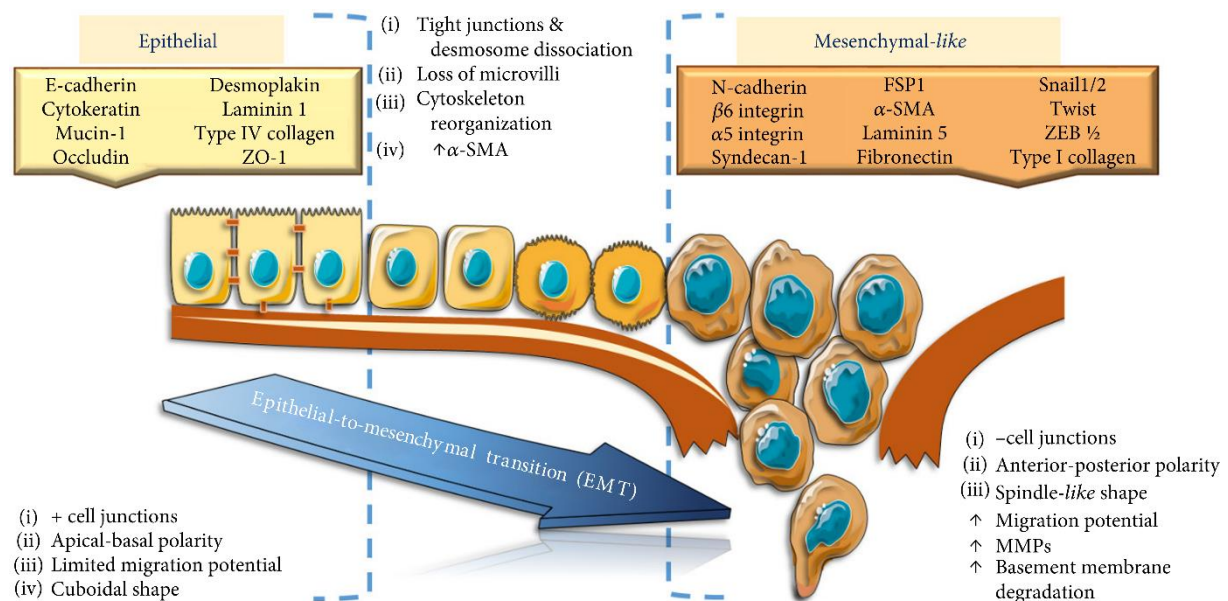 Epithelial
E-cadherin
Cytokeratin
Mucin-1
Occludin
Desmoplakin
Laminin 1
Type IV collagen
ZO-1
(i) Tight junctions &
desmosome dissociation
(ii) Loss of microvilli
(iii) Cytoskeleton
reorganization
(iv) ↑α-SMA
Mesenchymal-like
N-cadherin
β6 integrin
α5 integrin
Syndecan-1
FSP1
α-SMA
Laminin 5
Fibronectin
Snail1/2
Twist
ZEB ½
Type I collagen
Epithelial-to-mesenchymal transition (EMT)
(i) + cell junctions
(ii) Apical-basal polarity
(iii) Limited migration potential
(iv) Cuboidal shape
(i) –cell junctions
(ii) Anterior-posterior polarity
(iii) Spindle-like shape
↑ Migration potential
↑ MMPs
↑ Basement membrane
degradation